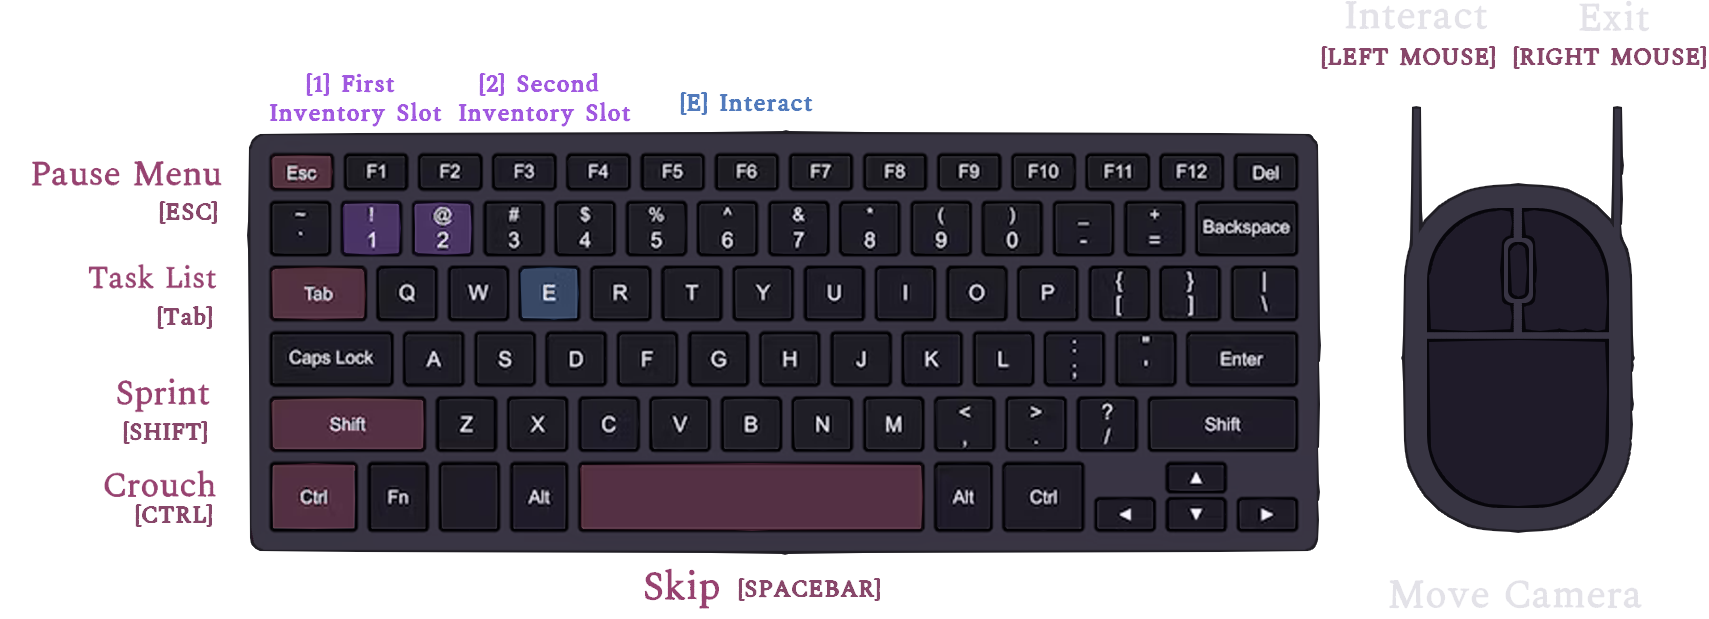 Interact Exit
[LEFT MOUSE] [RIGHT MOUSE]
[1] First
Inventory Slot
[2] Second
Inventory Slot
[E] Interact
Pause Menu
[ESC]
Task List
[Tab]
Sprint
[SHIFT]
Crouch
[CTRL]
Esc F1 F2 F3 F4 F5 F6 F7 F8 F9 F10 F11 F12 Del
~ ! @ # $ % ^ & * ( ) _ +
` 1 2 3 4 5 6 7 8 9 0 - = Backspace
Tab Q W E R T Y U I O P { } |
[ ] \
Caps Lock A S D F G H J K L : " Enter
; '
Shift Z X C V B N M < > ? Shift
, . /
Ctrl Fn Alt Alt Ctrl ▲
◄ ▼ ►
Skip [SPACEBAR]
Move Camera